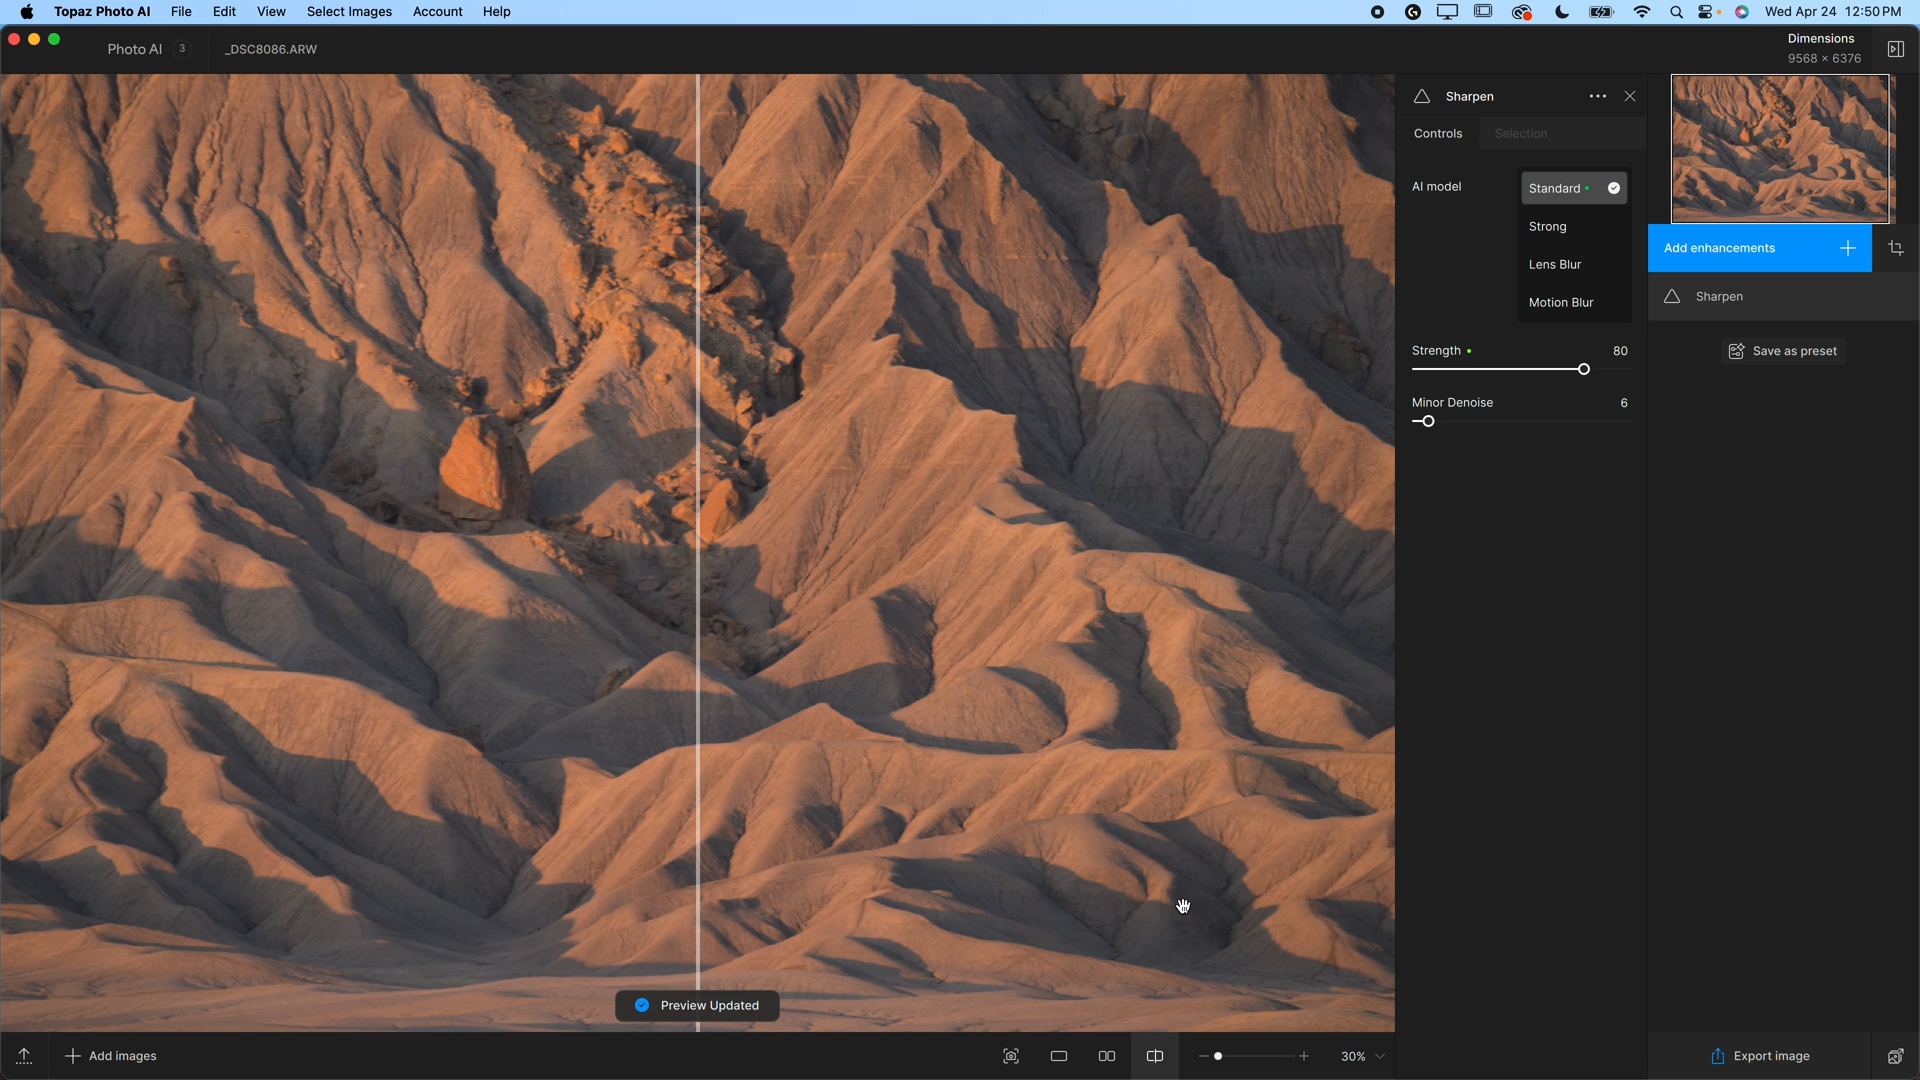 Topaz Photo AI File Edit View Select Images Account Help Wed Apr 24 12:50 PM
Photo AI 3 _DSC8086.ARW
Dimensions
9568 × 6376
Sharpen
Controls Selection
AI model
Standard
Strong
Lens Blur
Motion Blur
Strength 80
Minor Denoise 6
Add enhancements
Sharpen
Save as preset
Preview Updated
Add images
30%
Export image